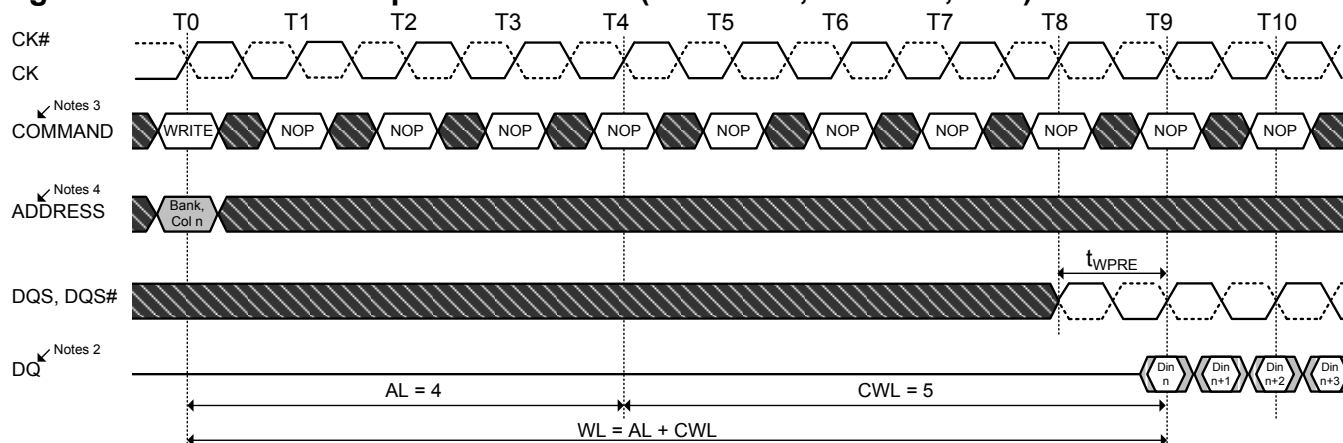 T0 T1 T2 T3 T4 T5 T6 T7 T8 T9 T10
CK#
CK
Notes 3
COMMAND
WRITE NOP NOP NOP NOP NOP NOP NOP NOP NOP NOP
Notes 4
ADDRESS
Bank,
Col n
tWPRE
DQS, DQS#
Notes 2
DQ
Din
n
Din
n+1
Din
n+2
Din
n+3
AL = 4
CWL = 5
WL = AL + CWL